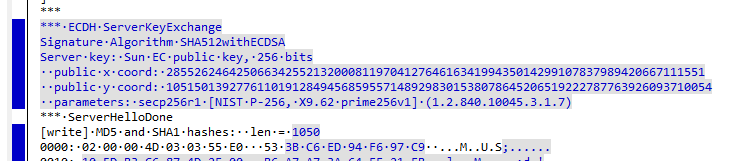 ***
*** ECDH ServerKeyExchange
Signature Algorithm SHA512withECDSA
Server key: Sun EC public key, 256 bits
  public x coord: 28552624642506634255213200081197041276461634199435014299107837989420667111551
  public y coord: 105150139277611019128494568595571489298301538078645206519222787763926093710054
  parameters: secp256r1 [NIST P-256, X9.62 prime256v1] (1.2.840.10045.3.1.7)
*** ServerHelloDone
[write] MD5 and SHA1 hashes:  len = 1050
0000: 02 00 00 4D 03 03 55 E0   53 3B C6 ED 94 F6 97 C9  ...M..U.S;......